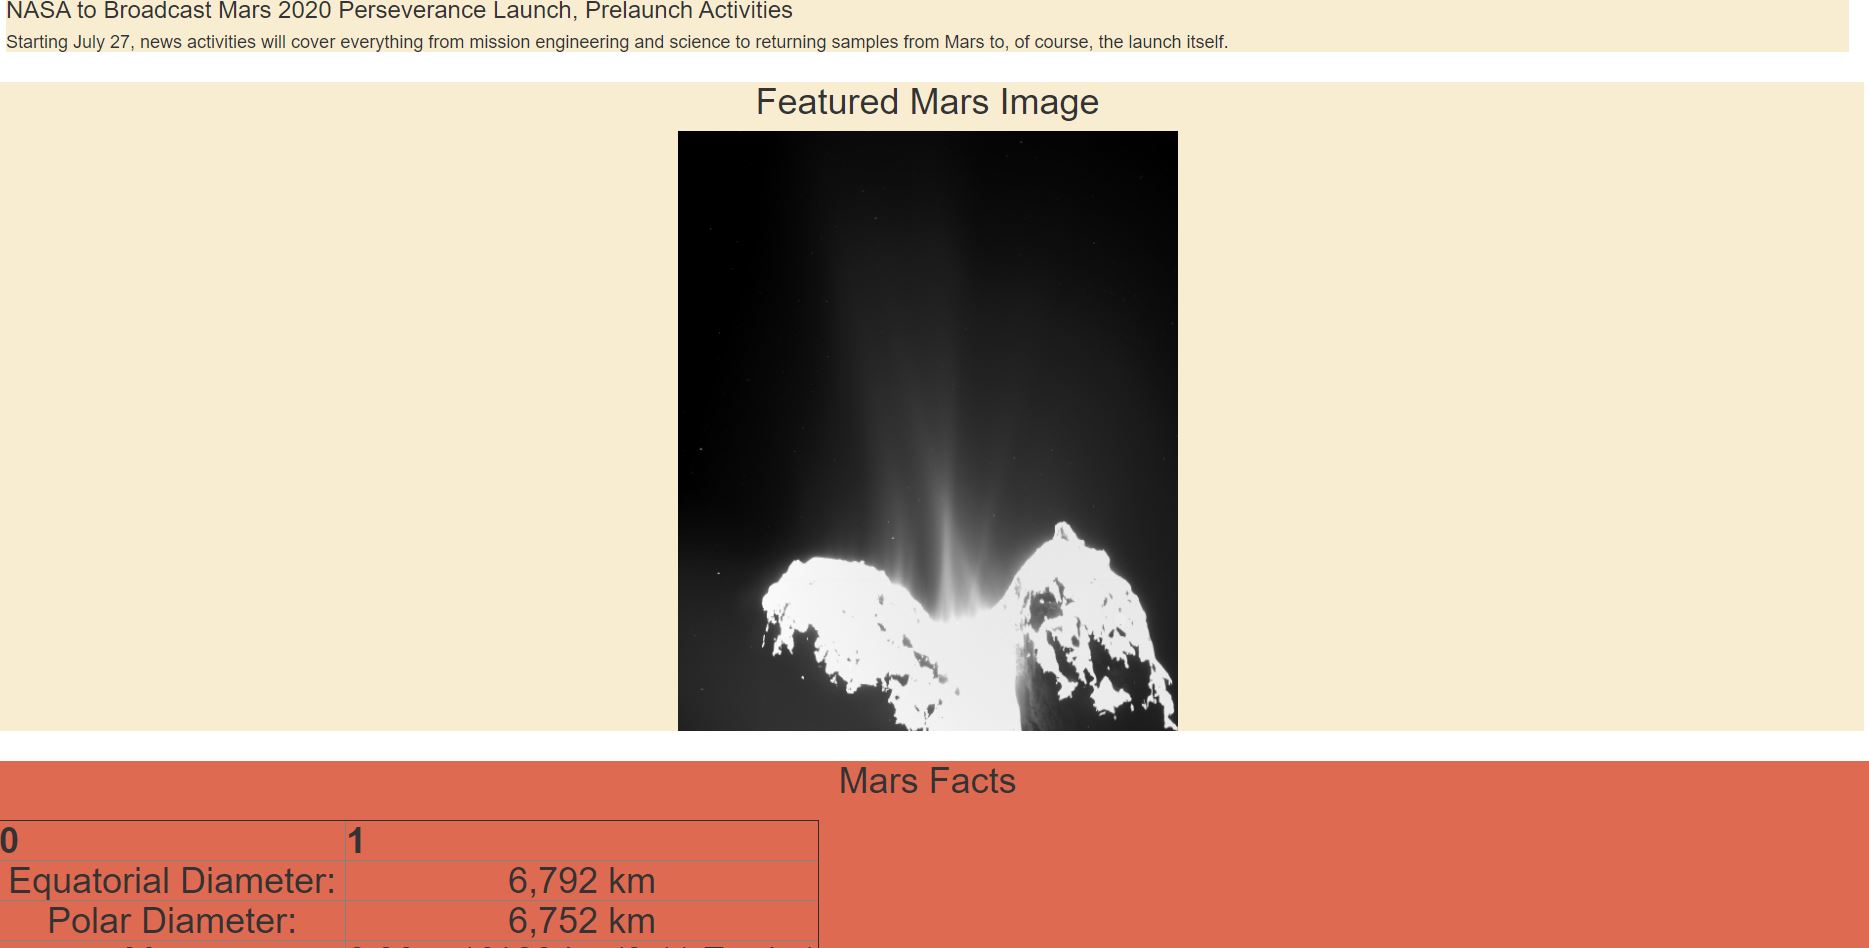 NASA to Broadcast Mars 2020 Perseverance Launch, Prelaunch Activities
Starting July 27, news activities will cover everything from mission engineering and science to returning samples from Mars to, of course, the launch itself.
Featured Mars Image
Mars Facts
0 1
Equatorial Diameter: 6,792 km
Polar Diameter: 6,752 km